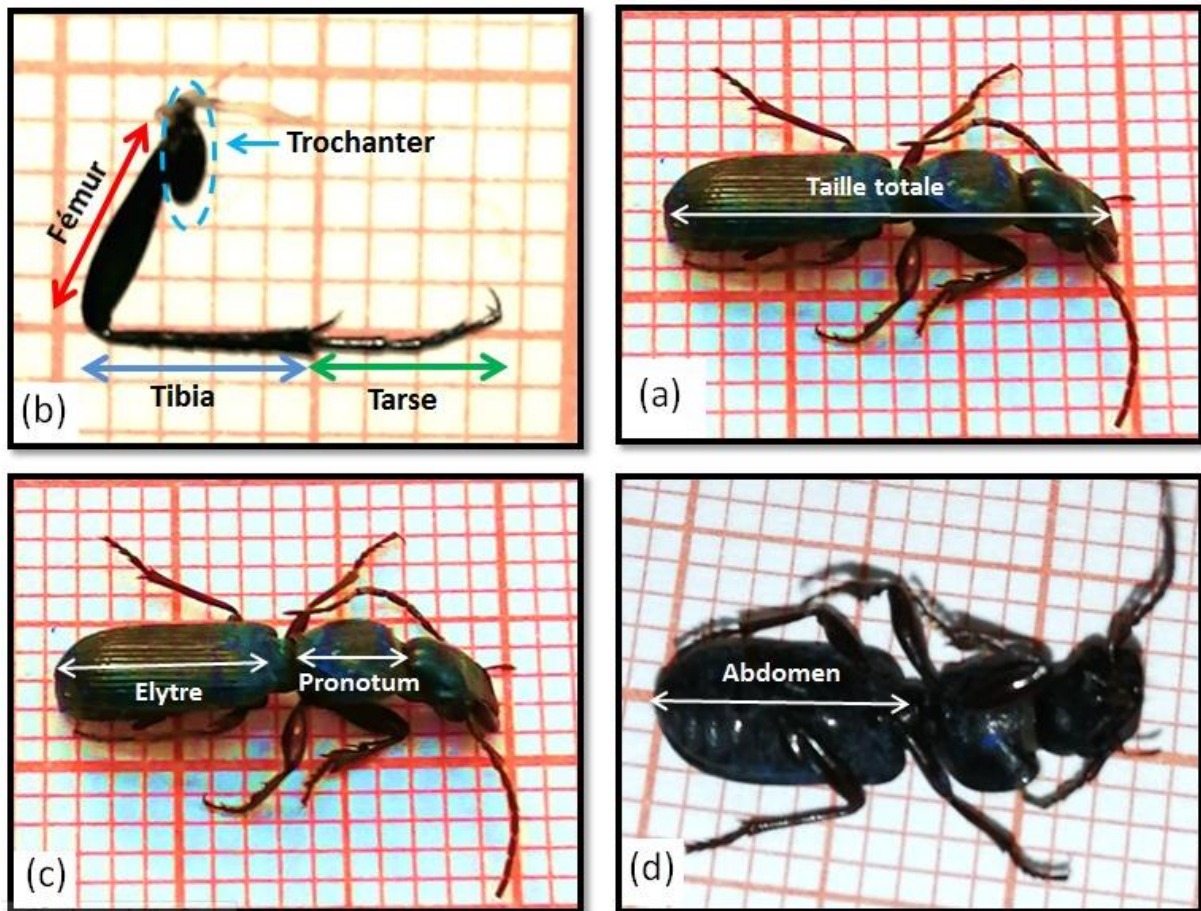 Trochanter
Fémur
Tibia
Tarse
(b)
Taille totale
(a)
Elytre
Pronotum
(c)
Abdomen
(d)